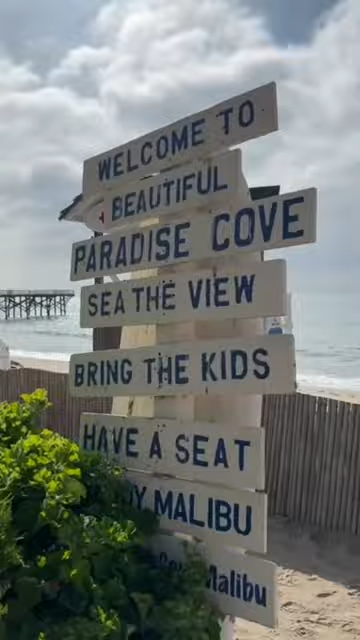 WELCOME TO
BEAUTIFUL
PARADISE COVE
SEA THE VIEW
BRING THE KIDS
HAVE A SEAT
MALIBU
Malibu